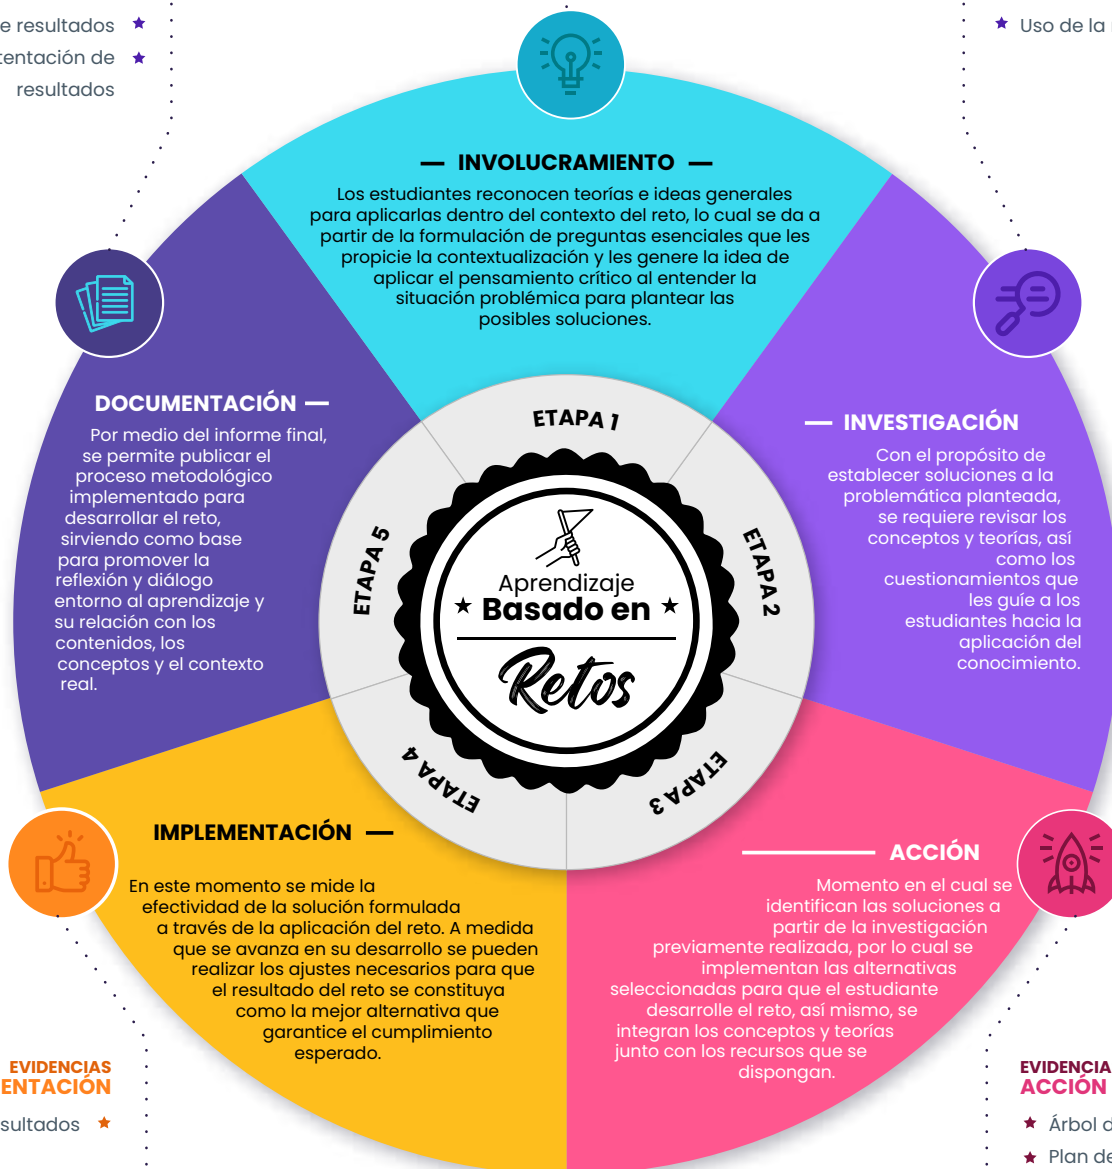 e resultados
tentación de
resultados
Uso de la
INVOLUCRAMIENTO
Los estudiantes reconocen teorías e ideas generales
para aplicarlas dentro del contexto del reto, lo cual se da a
partir de la formulación de preguntas esenciales que les
propicie la contextualización y les genere la idea de
aplicar el pensamiento crítico al entender la
situación problémica para plantear las
posibles soluciones.
DOCUMENTACIÓN
Por medio del informe final,
se permite publicar el
proceso metodológico
implementado para
desarrollar el reto,
sirviendo como base
para promover la
reflexión y diálogo
entorno al aprendizaje y
su relación con los
contenidos, los
conceptos y el contexto
real.
INVESTIGACIÓN
Con el propósito de
establecer soluciones a la
problemática planteada,
se requiere revisar los
conceptos y teorías, así
como los
cuestionamientos que
les guíe a los
estudiantes hacia la
aplicación del
conocimiento.
ETAPA 1
ETAPA 2
ETAPA 3
ETAPA 4
ETAPA 5
Aprendizaje
Basado en
Retos
IMPLEMENTACIÓN
En este momento se mide la
efectividad de la solución formulada
a través de la aplicación del reto. A medida
que se avanza en su desarrollo se pueden
realizar los ajustes necesarios para que
el resultado del reto se constituya
como la mejor alternativa que
garantice el cumplimiento
esperado.
ACCIÓN
Momento en el cual se
identifican las soluciones a
partir de la investigación
previamente realizada, por lo cual se
implementan las alternativas
seleccionadas para que el estudiante
desarrolle el reto, así mismo, se
integran los conceptos y teorías
junto con los recursos que se
dispongan.
EVIDENCIAS
ENTACIÓN
sultados
EVIDENCIA
ACCIÓN
Árbol d
Plan de